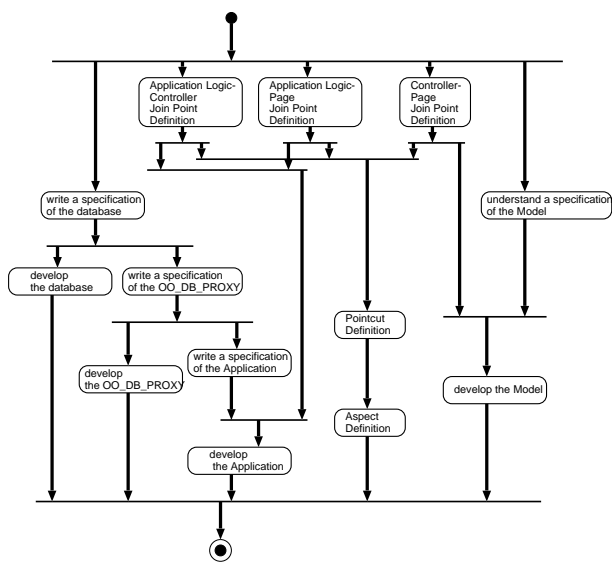 Application Logic-
Controller
Join Point
Definition
Application Logic-
Page
Join Point
Definition
Controller-
Page
Join Point
Definition
write a specification
of the database
understand a specification
of the Model
develop
the database
write a specification
of the OO_DB_PROXY
Pointcut
Definition
write a specification
of the Application
develop
the OO_DB_PROXY
develop the Model
Aspect
Definition
develop
the Application